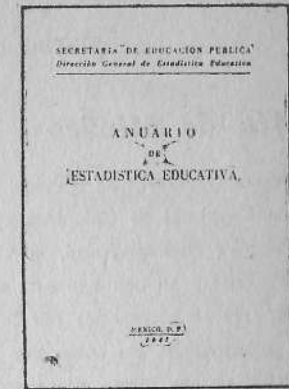 SECRETARIA DE EDUCACION PUBLICA
Dirección General de Estadística Educativa
ANUARIO
DE
ESTADISTICA EDUCATIVA
MEXICO, D. F.